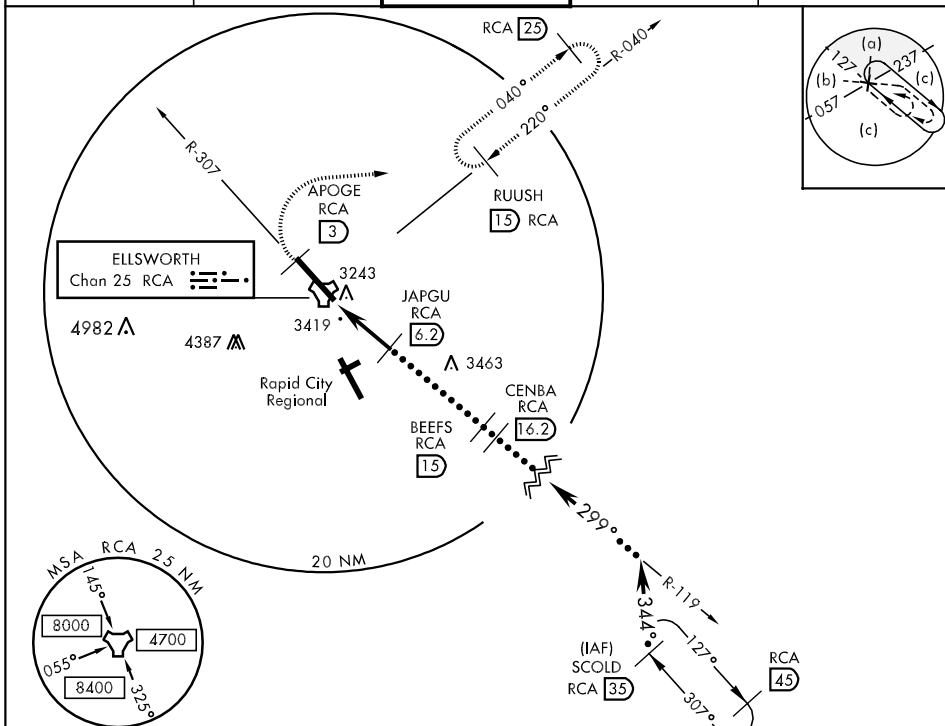 RCA 25
R-040
040°
220°
RUUSH
15 RCA
(a)
127
237
(b)
(c)
057
(c)
R-307
APOGE
RCA
3
ELLSWORTH
Chan 25 RCA
3243
3419
4982
4387
JAPGU
RCA
6.2
3463
Rapid City
Regional
CENBA
RCA
16.2
BEEFS
RCA
15
20 NM
299°
R-119
344°
(IAF)
SCOLD
RCA 35
127°
307°
RCA
45
MSA RCA 25 NM
145°
8000
4700
055°
8400
325°